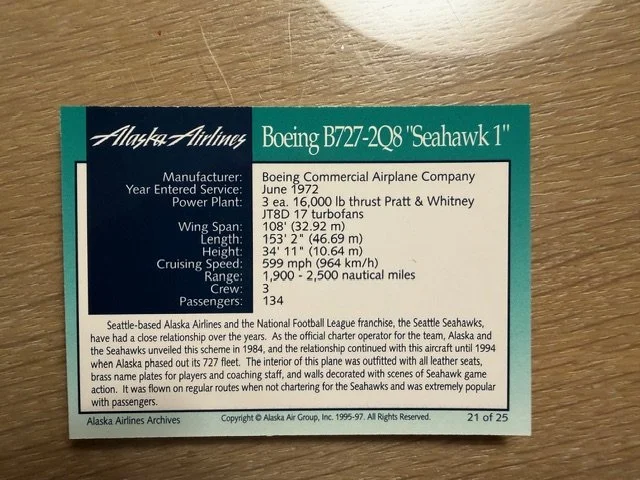 Alaska Airlines Boeing B727-2Q8 "Seahawk 1"
Manufacturer: Boeing Commercial Airplane Company
Year Entered Service: June 1972
Power Plant: 3 ea. 16,000 lb thrust Pratt & Whitney
JT8D 17 turbofans
Wing Span: 108' (32.92 m)
Length: 153' 2" (46.69 m)
Height: 34' 11" (10.64 m)
Cruising Speed: 599 mph (964 km/h)
Range: 1,900 - 2,500 nautical miles
Crew: 3
Passengers: 134
Seattle-based Alaska Airlines and the National Football League franchise, the Seattle Seahawks,
have had a close relationship over the years. As the official charter operator for the team, Alaska and
the Seahawks unveiled this scheme in 1984, and the relationship continued with this aircraft until 1994
when Alaska phased out its 727 fleet. The interior of this plane was outfitted with all leather seats,
brass name plates for players and coaching staff, and walls decorated with scenes of Seahawk game
action. It was flown on regular routes when not chartering for the Seahawks and was extremely popular
with passengers.
Alaska Airlines Archives Copyright © Alaska Air Group, Inc. 1995-97. All Rights Reserved. 21 of 25